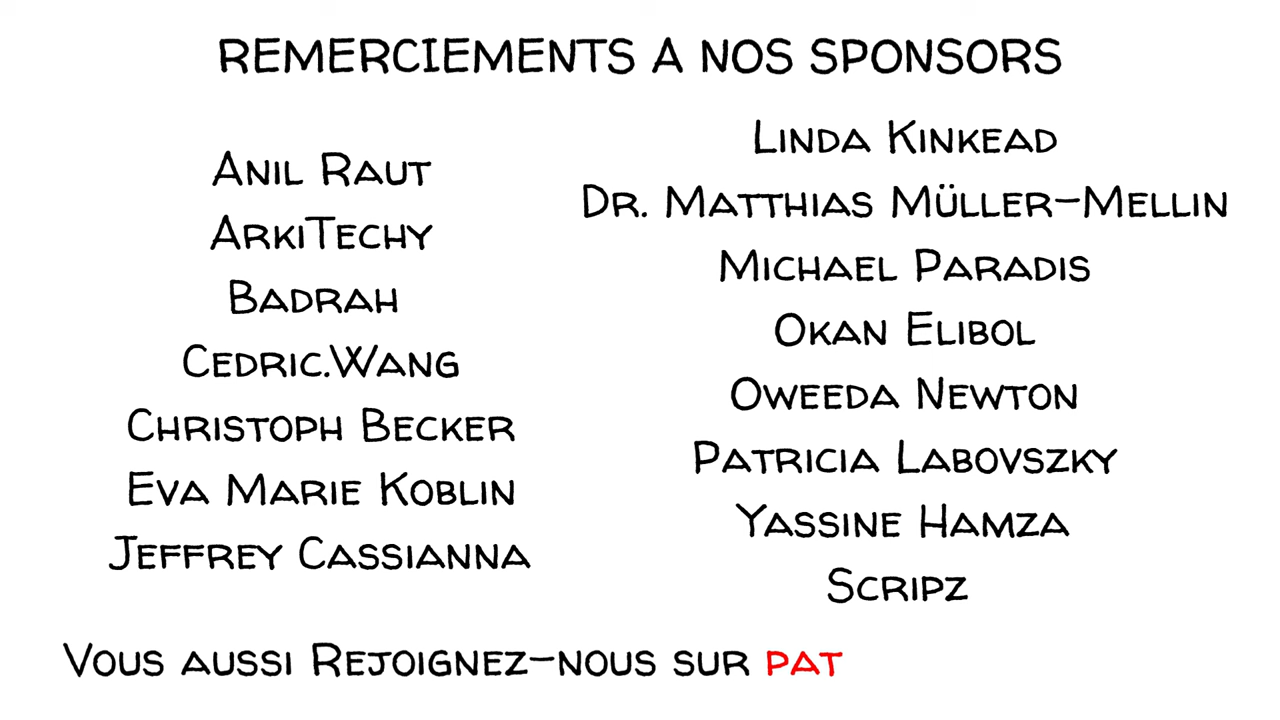 REMERCIEMENTS A NOS SPONSORS
ANIL RAUT
ARKITECHY
BADRAH
CEDRIC.WANG
CHRISTOPH BECKER
EVA MARIE KOBLIN
JEFFREY CASSIANNA
LINDA KINKEAD
DR. MATTHIAS MÜLLER-MELLIN
MICHAEL PARADIS
OKAN ELIBOL
OWEEDA NEWTON
PATRICIA LABOVSZKY
YASSINE HAMZA
SCRIPZ
VOUS AUSSI REJOIGNEZ-NOUS SUR PAT